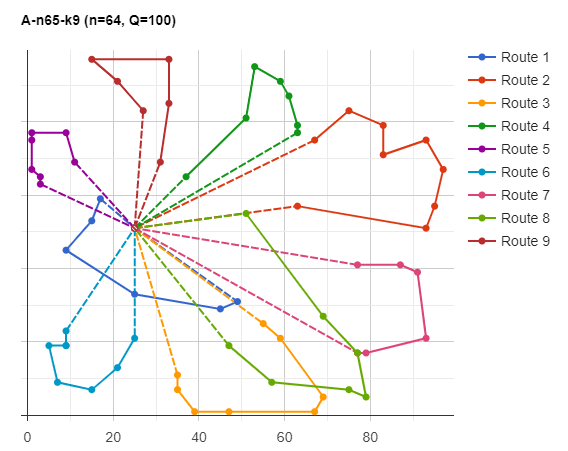 A-n65-k9 (n=64, Q=100)
Route 1
Route 2
Route 3
Route 4
Route 5
Route 6
Route 7
Route 8
Route 9
0 20 40 60 80